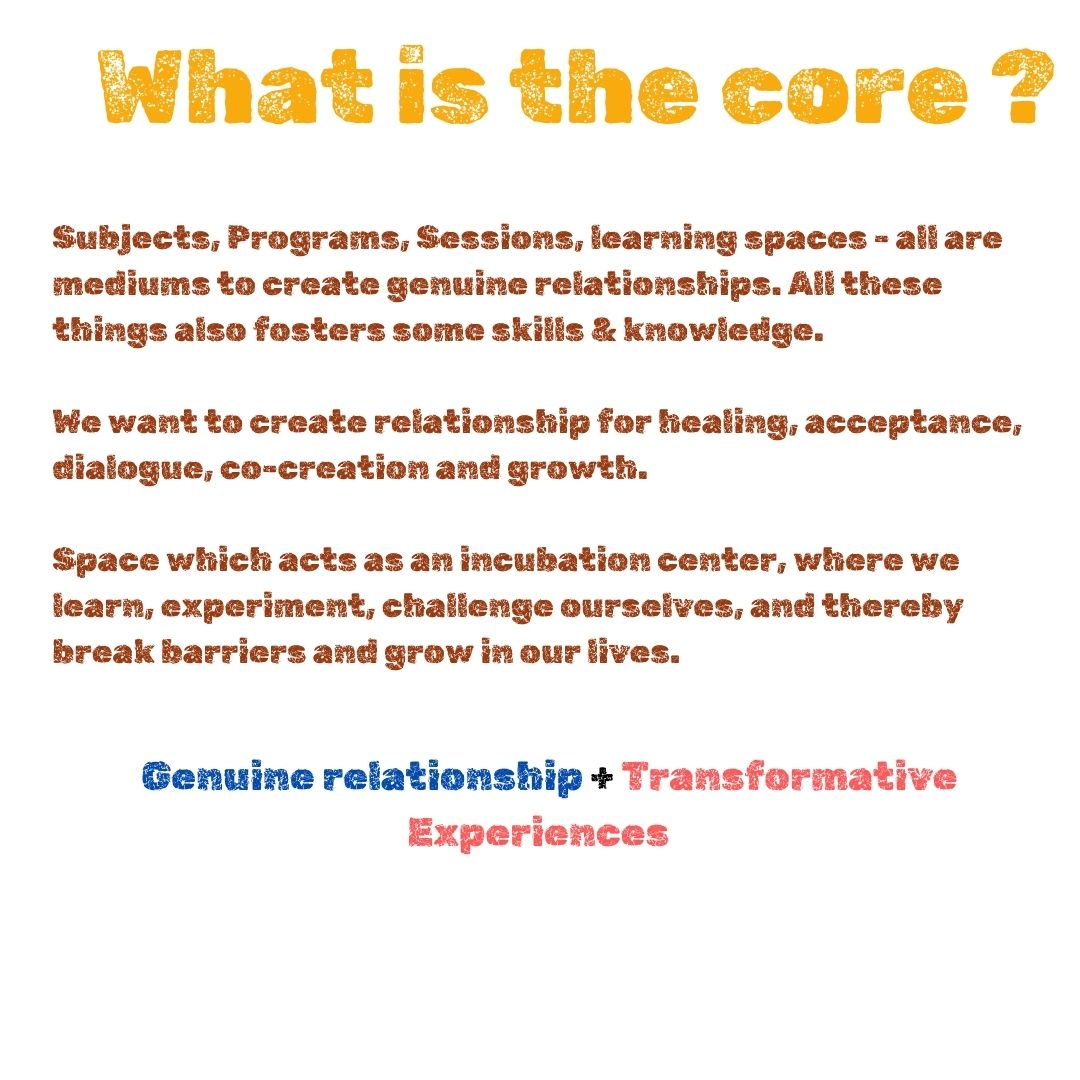 What is the core ?
Subjects, Programs, Sessions, learning spaces - all are
mediums to create genuine relationships. All these
things also fosters some skills & knowledge.
We want to create relationship for healing, acceptance,
dialogue, co-creation and growth.
Space which acts as an incubation center, where we
learn, experiment, challenge ourselves, and thereby
break barriers and grow in our lives.
Genuine relationship + Transformative
Experiences